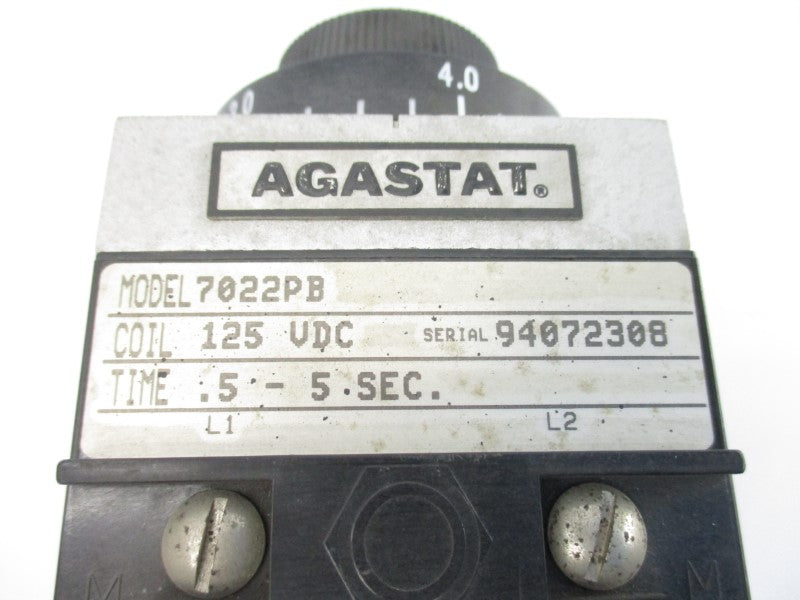 4.0
AGASTAT®
MODEL 7022PB
COIL 125 VDC SERIAL 94072308
TIME .5 - 5 SEC.
L1 L2
M M